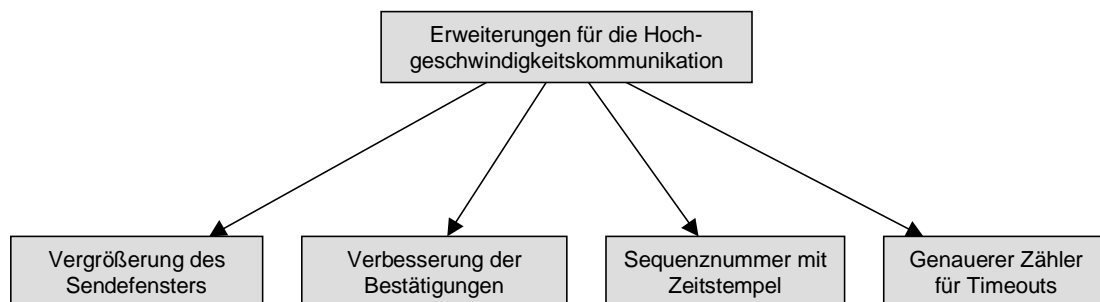 Erweiterungen für die Hoch-
geschwindigkeitskommunikation
Vergrößerung des
Sendefensters
Verbesserung der
Bestätigungen
Sequenznummer mit
Zeitstempel
Genauerer Zähler
für Timeouts